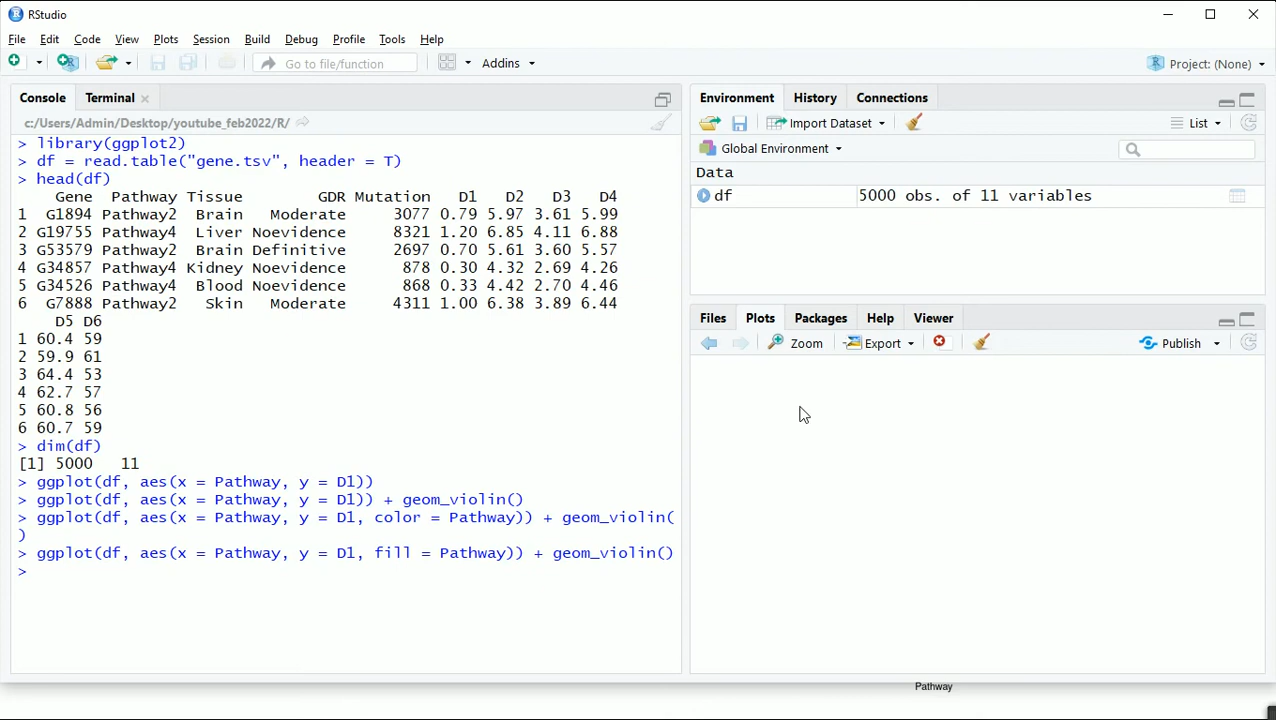 RStudio
File Edit Code View Plots Session Build Debug Profile Tools Help
Go to file/function Addins Project: (None)
Console Terminal
c:/Users/Admin/Desktop/youtube_feb2022/R/
> library(ggplot2)
> df = read.table("gene.tsv", header = T)
> head(df)
Gene Pathway Tissue GDR Mutation D1 D2 D3 D4
1 G1894 Pathway2 Brain Moderate 3077 0.79 5.97 3.61 5.99
2 G19755 Pathway4 Liver Noevidence 8321 1.20 6.85 4.11 6.88
3 G53579 Pathway2 Brain Definitive 2697 0.70 5.61 3.60 5.57
4 G34857 Pathway4 Kidney Noevidence 878 0.30 4.32 2.69 4.26
5 G34526 Pathway4 Blood Noevidence 868 0.33 4.42 2.70 4.46
6 G7888 Pathway2 Skin Moderate 4311 1.00 6.38 3.89 6.44
D5 D6
1 60.4 59
2 59.9 61
3 64.4 53
4 62.7 57
5 60.8 56
6 60.7 59
> dim(df)
[1] 5000 11
> ggplot(df, aes(x = Pathway, y = D1))
> ggplot(df, aes(x = Pathway, y = D1)) + geom_violin()
> ggplot(df, aes(x = Pathway, y = D1, color = Pathway)) + geom_violin(
)
> ggplot(df, aes(x = Pathway, y = D1, fill = Pathway)) + geom_violin()
>
Environment History Connections
Import Dataset List
Global Environment
Data
df 5000 obs. of 11 variables
Files Plots Packages Help Viewer
Zoom Export Publish
Pathway